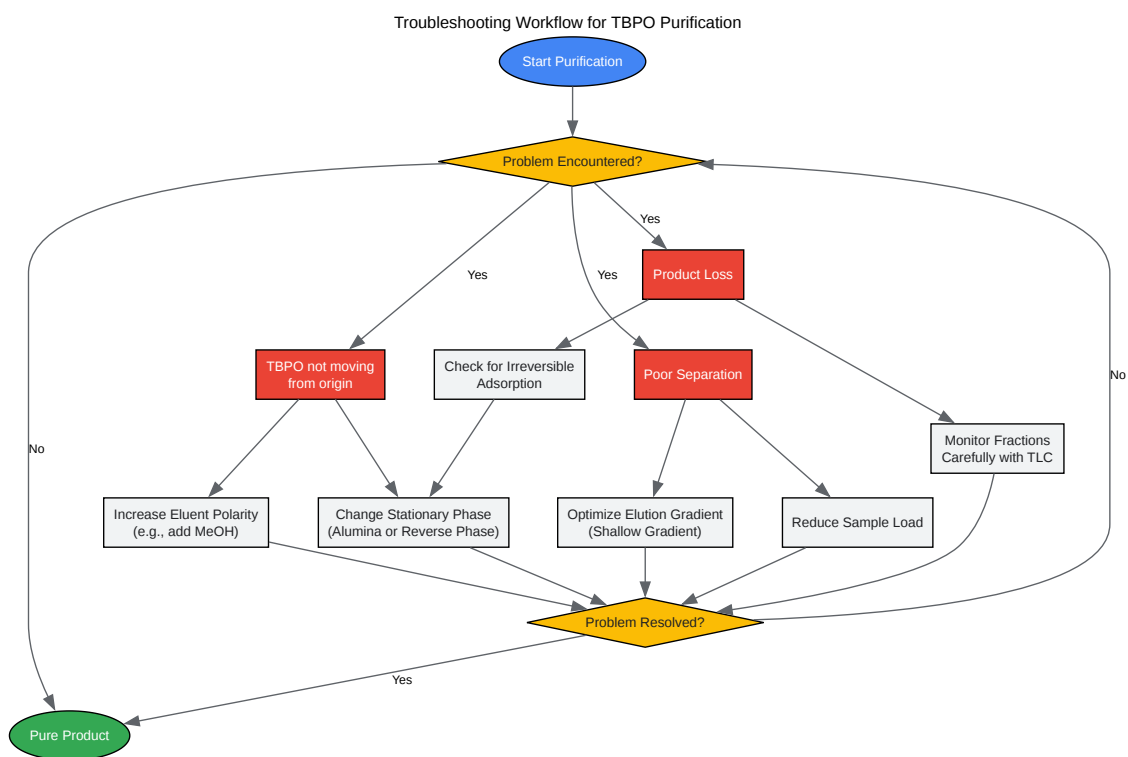 Troubleshooting Workflow for TBPO Purification
Start Purification
Problem Encountered?
Yes
Product Loss
Yes
Yes
TBPO not moving
from origin
Check for Irreversible
Adsorption
Poor Separation
No
Monitor Fractions
Carefully with TLC
No
Increase Eluent Polarity
(e.g., add MeOH)
Change Stationary Phase
(Alumina or Reverse Phase)
Optimize Elution Gradient
(Shallow Gradient)
Reduce Sample Load
Problem Resolved?
Yes
Pure Product